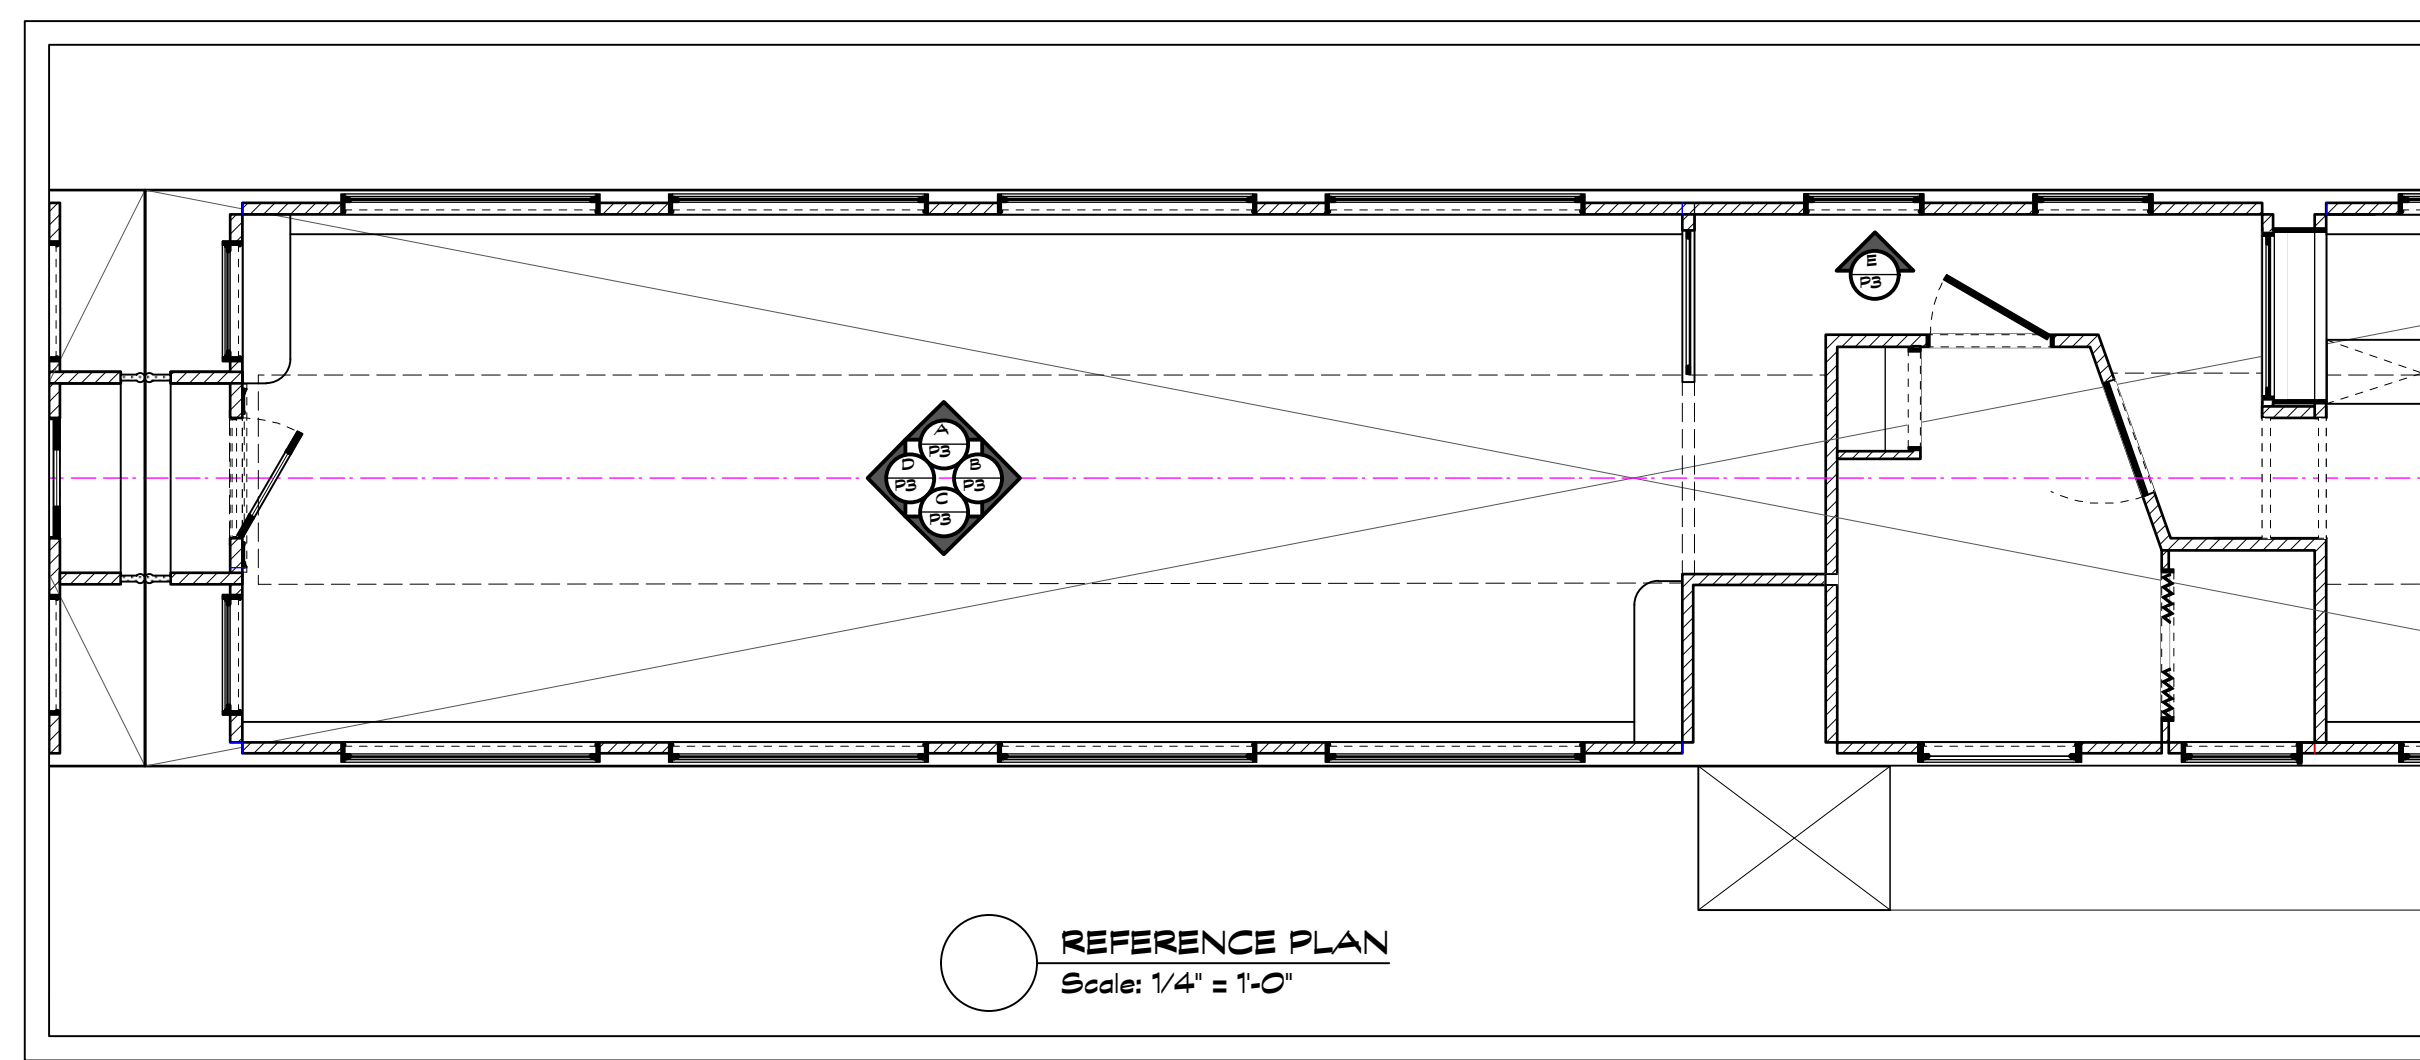 E
P3
A
P3
D
P3
B
P3
C
P3
REFERENCE PLAN
Scale: 1/4" = 1'-0"